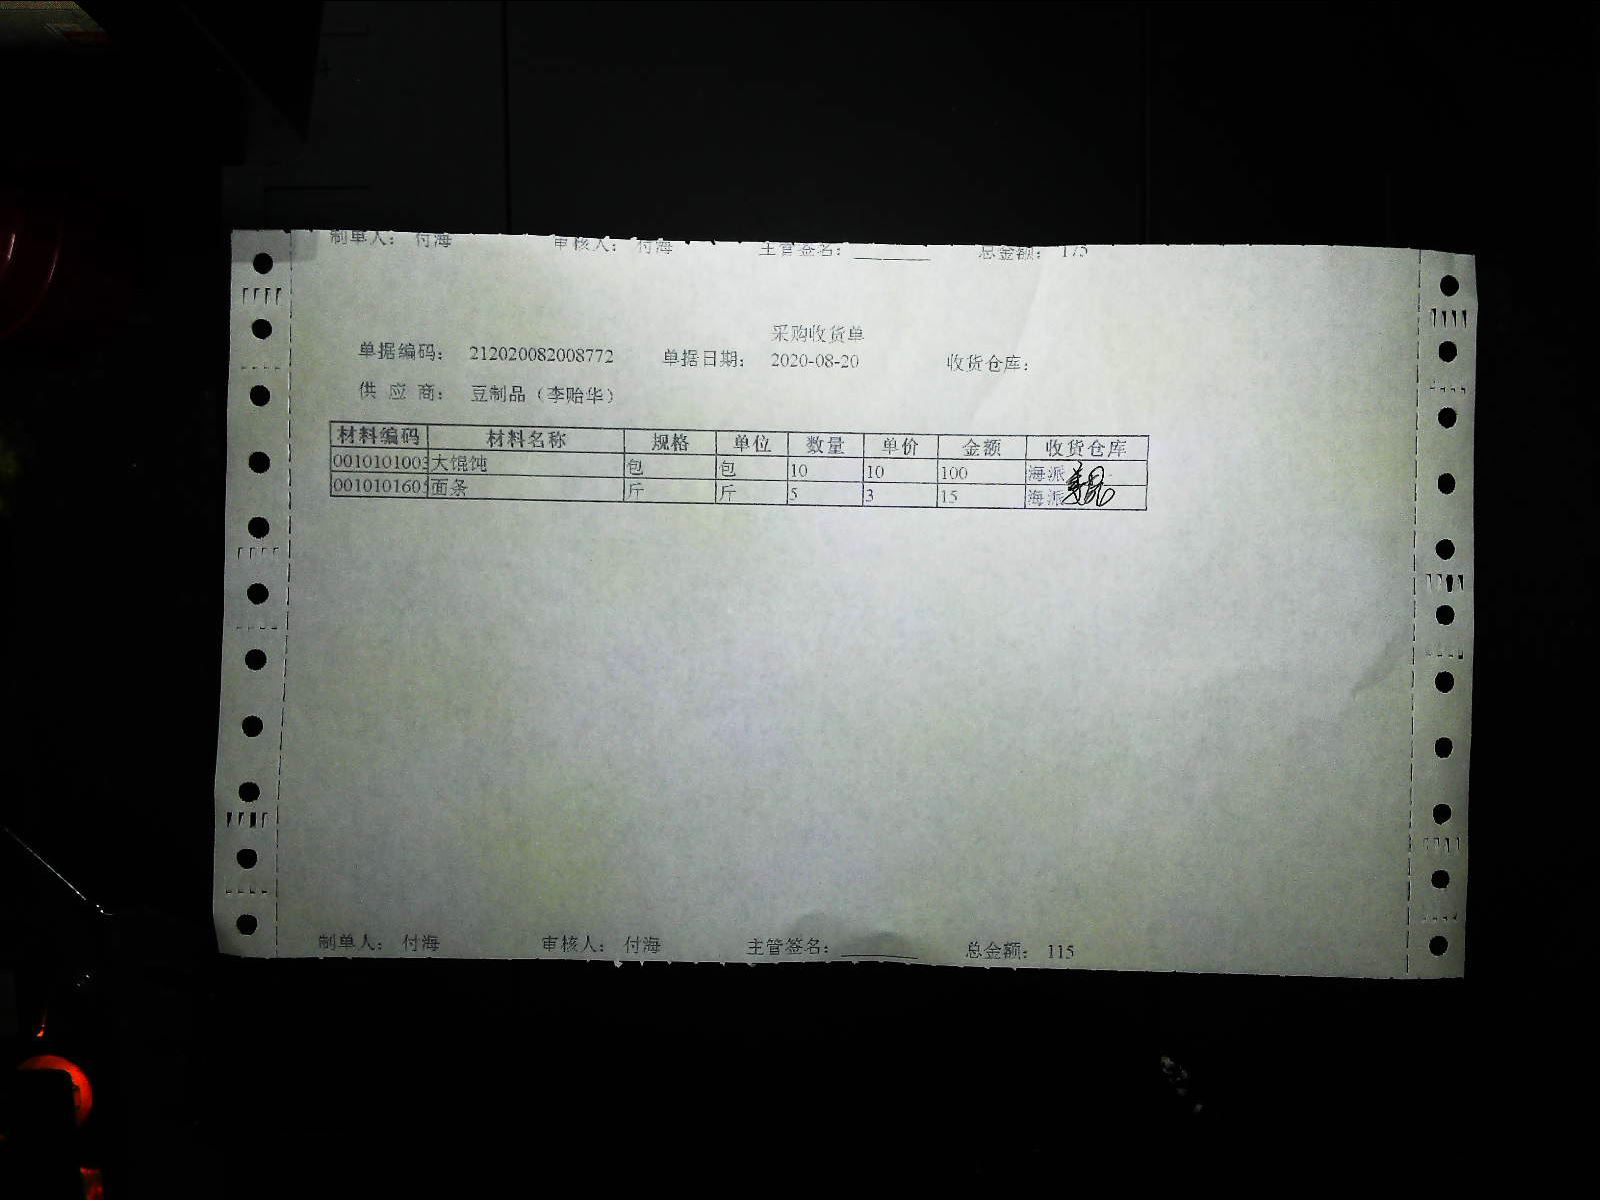 制单人： 付海 审核人： 付海 主管签名：________ 总金额： 175
采购收货单
单据编码： 212020082008772 单据日期： 2020-08-20 收货仓库：
供 应 商： 豆制品（李贻华）
材料编码 材料名称 规格 单位 数量 单价 金额 收货仓库
0010101003 大馄饨 包 包 10 10 100 海派
0010101605 面条 斤 斤 5 3 15 海派
制单人： 付海 审核人： 付海 主管签名：________ 总金额： 115